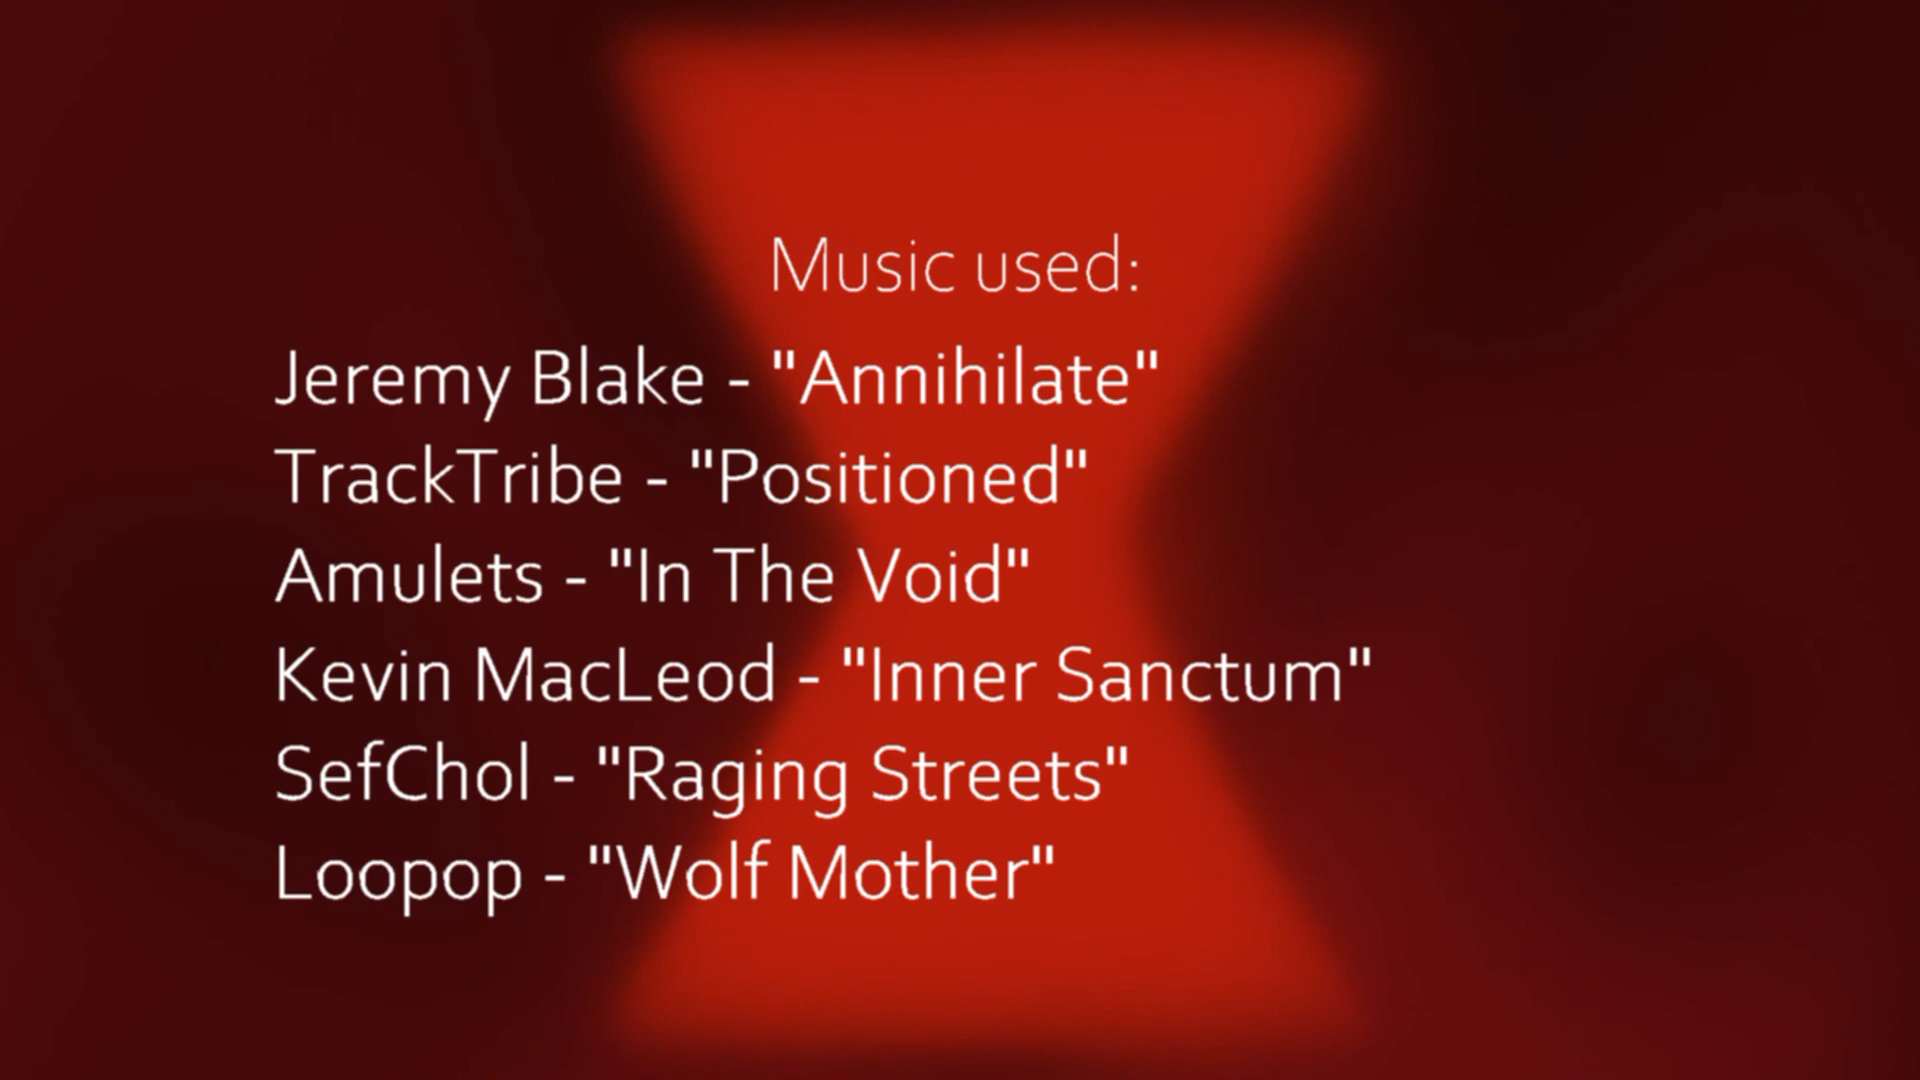 Music used:
Jeremy Blake - "Annihilate"
TrackTribe - "Positioned"
Amulets - "In The Void"
Kevin MacLeod - "Inner Sanctum"
SefChol - "Raging Streets"
Loopop - "Wolf Mother"